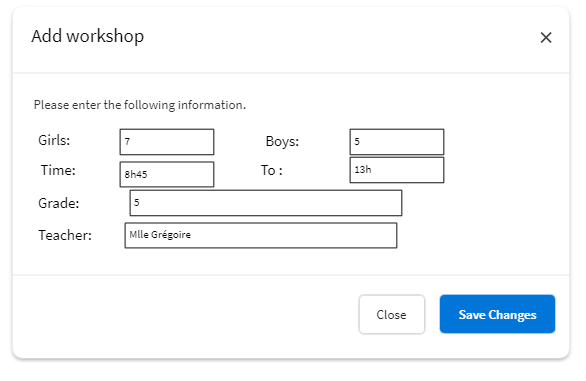 Add workshop
Please enter the following information.
Girls: 7 Boys: 5
Time: 8h45 To : 13h
Grade: 5
Teacher: Mlle Grégoire
Close Save Changes